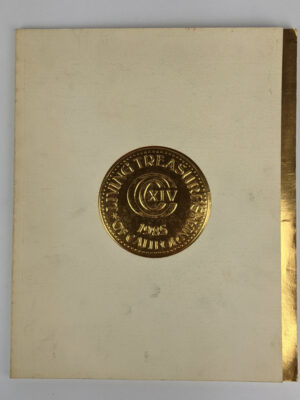 LIVING TREASURES
XIV
1985
OF CALIFORNIA